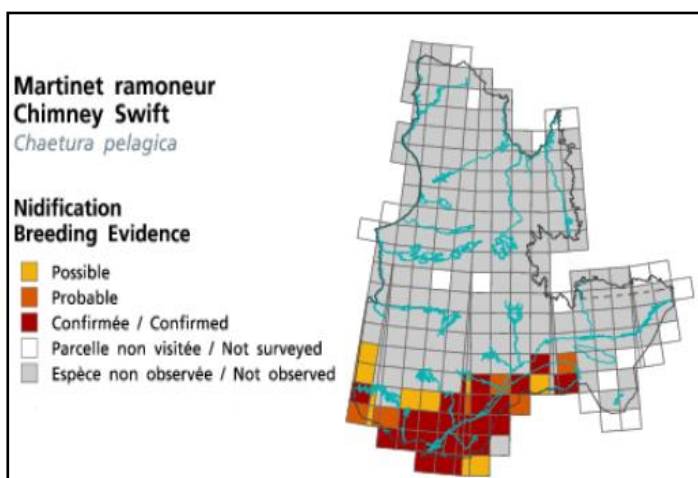 Martinet ramoneur
Chimney Swift
Chaetura pelagica
Nidification
Breeding Evidence
Possible
Probable
Confirmée / Confirmed
Parcelle non visitée / Not surveyed
Espèce non observée / Not observed